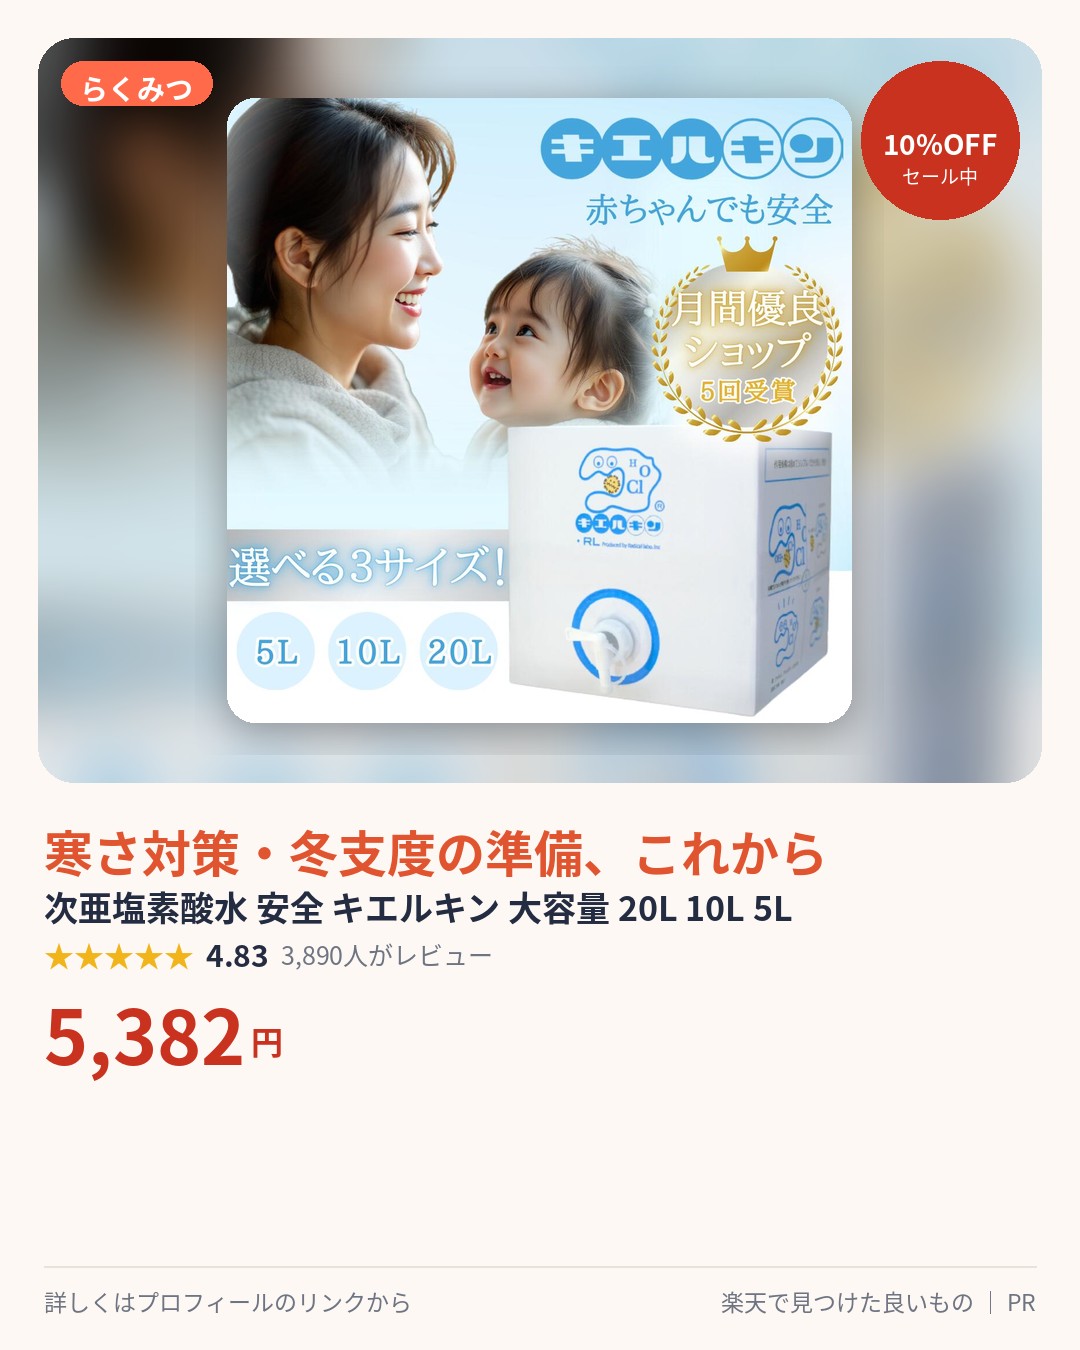 らくみつ
10%OFF
セール中
キエルキン
赤ちゃんでも安全
月間優良
ショップ
5回受賞
H O Cl
キエルキン
・RL
選べる3サイズ!
5L 10L 20L
寒さ対策・冬支度の準備、これから
次亜塩素酸水 安全 キエルキン 大容量 20L 10L 5L
★★★★★ 4.83 3,890人がレビュー
5,382円
詳しくはプロフィールのリンクから
楽天で見つけた良いもの | PR